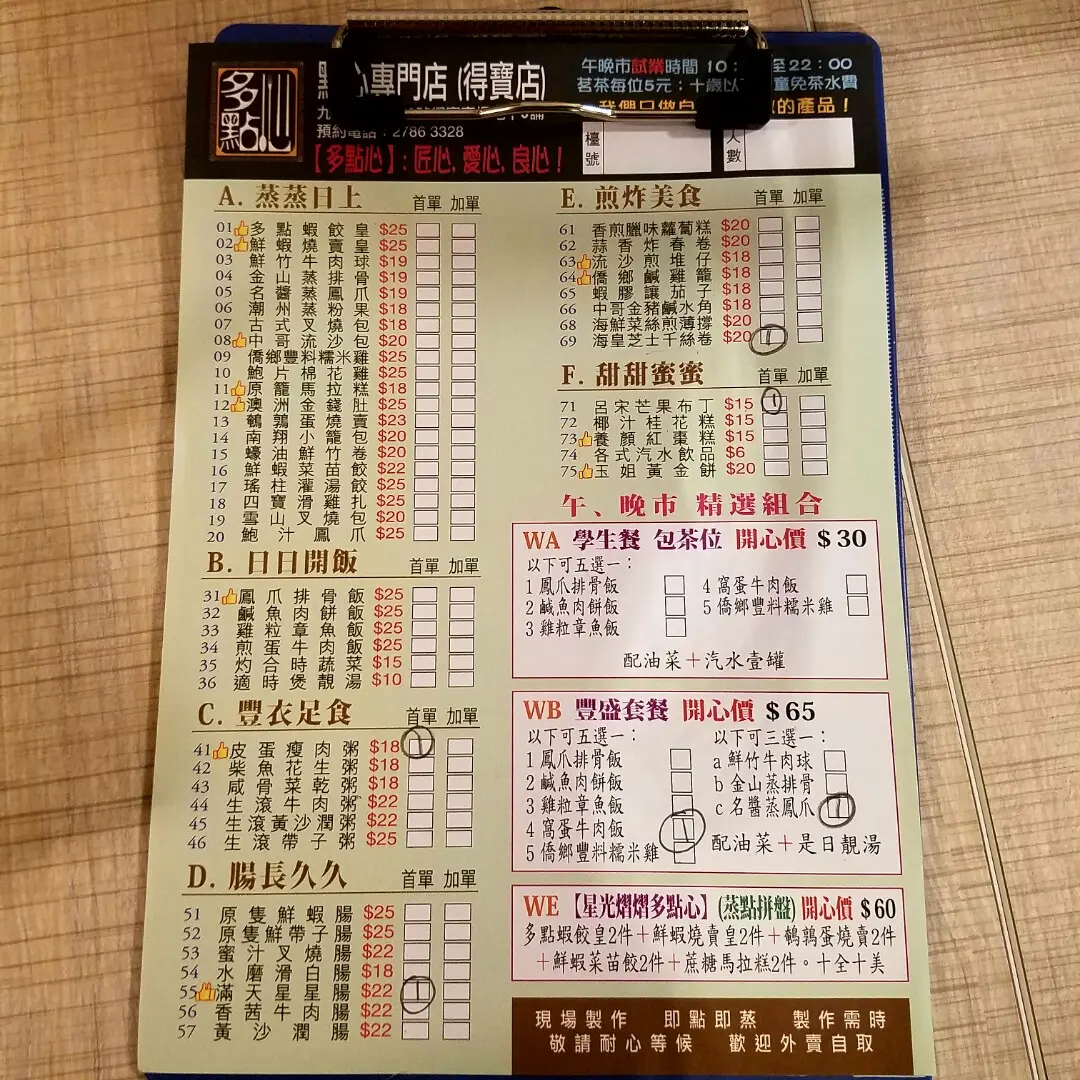 多點心
專門店 (得寶店)
預約電話：2786 3328
【多點心】：匠心, 愛心, 良心！
午晚市試業時間 10：
至22：00
茗茶每位5元：十歲以
童免茶水費
我們只做自
的產品！
檯號
人數
A. 蒸蒸日上 首單 加單
01 多點蝦餃皇 $25
02 鮮蝦燒賣皇 $25
03 鮮竹牛肉球 $19
04 金山蒸排骨 $19
05 名醬蒸鳳爪 $19
06 潮州蒸粉果 $18
07 古式叉燒包 $18
08 中哥流沙包 $20
09 僑鄉豐料糯米雞 $25
10 鮑片棉花雞 $25
11 原籠馬拉糕 $18
12 澳洲金錢肚 $25
13 鵪鶉蛋燒賣 $23
14 南翔小籠包 $20
15 蠔油鮮竹卷 $20
16 鮮蝦菜苗餃 $22
17 瑤柱灌湯餃 $25
18 四寶滑雞扎 $25
19 雪山叉燒包 $20
20 鮑汁鳳爪 $25
B. 日日開飯 首單 加單
31 鳳爪排骨飯 $25
32 鹹魚肉餅飯 $25
33 雞粒章魚飯 $25
34 煎蛋牛肉飯 $25
35 灼合時蔬菜 $15
36 適時煲靚湯 $10
C. 豐衣足食 首單 加單
41 皮蛋瘦肉粥 $18 1
42 柴魚花生粥 $18
43 咸骨菜乾粥 $18
44 生滾牛肉粥 $22
45 生滾黃沙潤粥 $22
46 生滾帶子粥 $25
D. 腸長久久 首單 加單
51 原隻鮮蝦腸 $25
52 原隻鮮帶子腸 $25
53 蜜汁叉燒腸 $22
54 水磨滑白腸 $18
55 滿天星星腸 $22 1
56 香茜牛肉腸 $22
57 黃沙潤腸 $22
E. 煎炸美食 首單 加單
61 香煎臘味蘿蔔糕 $20
62 蒜香炸春卷 $20
63 流沙煎堆仔 $18
64 僑鄉鹹雞籠 $18
65 蝦膠讓茄子 $18
66 中哥金豬鹹水角 $18
68 海鮮菜絲煎薄撐 $20
69 海皇芝士千絲卷 $20 1
F. 甜甜蜜蜜 首單 加單
71 呂宋芒果布丁 $15 1
72 椰汁桂花糕 $15
73 養顏紅棗糕 $15
74 各式汽水飲品 $6
75 玉姐黃金餅 $20
午、晚市 精選組合
WA 學生餐 包茶位 開心價 $30
以下可五選一：
1 鳳爪排骨飯 4 窩蛋牛肉飯
2 鹹魚肉餅飯 5 僑鄉豐料糯米雞
3 雞粒章魚飯
配油菜＋汽水壹罐
WB 豐盛套餐 開心價 $65
以下可五選一： 以下可三選一：
1 鳳爪排骨飯 a 鮮竹牛肉球
2 鹹魚肉餅飯 b 金山蒸排骨
3 雞粒章魚飯 c 名醬蒸鳳爪 1
4 窩蛋牛肉飯 1 配油菜＋是日靚湯
5 僑鄉豐料糯米雞
WE 【星光熠熠多點心】(蒸點拼盤) 開心價 $60
多點蝦餃皇2件＋鮮蝦燒賣皇2件＋鵪鶉蛋燒賣2件
＋鮮蝦菜苗餃2件＋蔗糖馬拉糕2件。十全十美
現場製作 即點即蒸 製作需時
敬請耐心等候 歡迎外賣自取